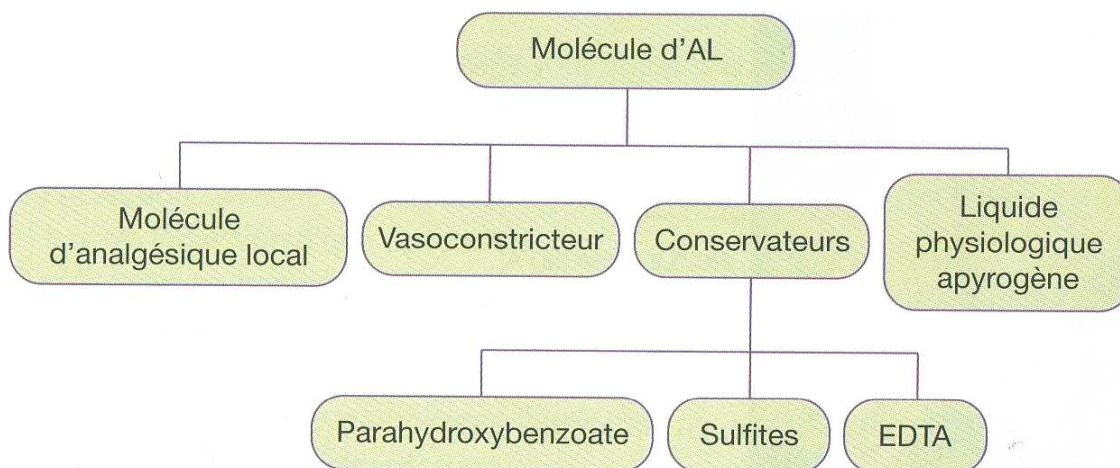 Molécule d'AL
Molécule
d'analgésique local
Vasoconstricteur
Conservateurs
Liquide
physiologique
apyrogène
Parahydroxybenzoate
Sulfites
EDTA